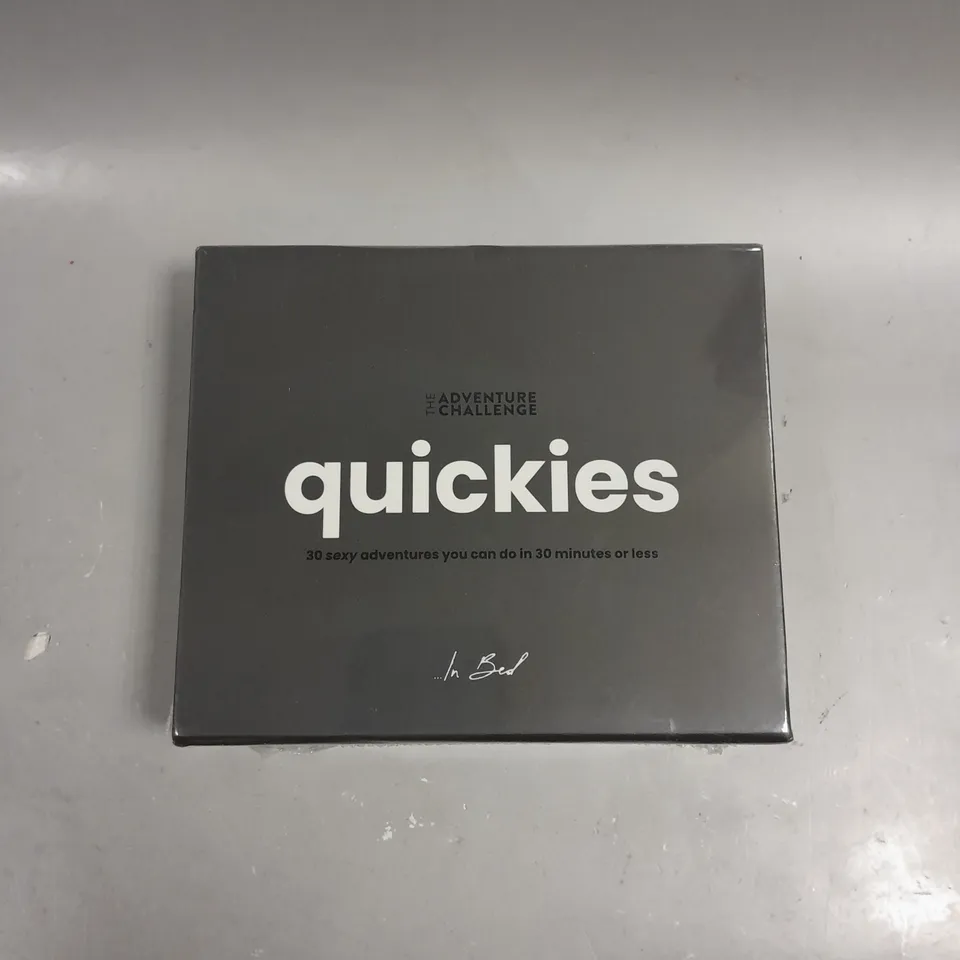 THE ADVENTURE
CHALLENGE
quickies
30 sexy adventures you can do in 30 minutes or less
...In Bed